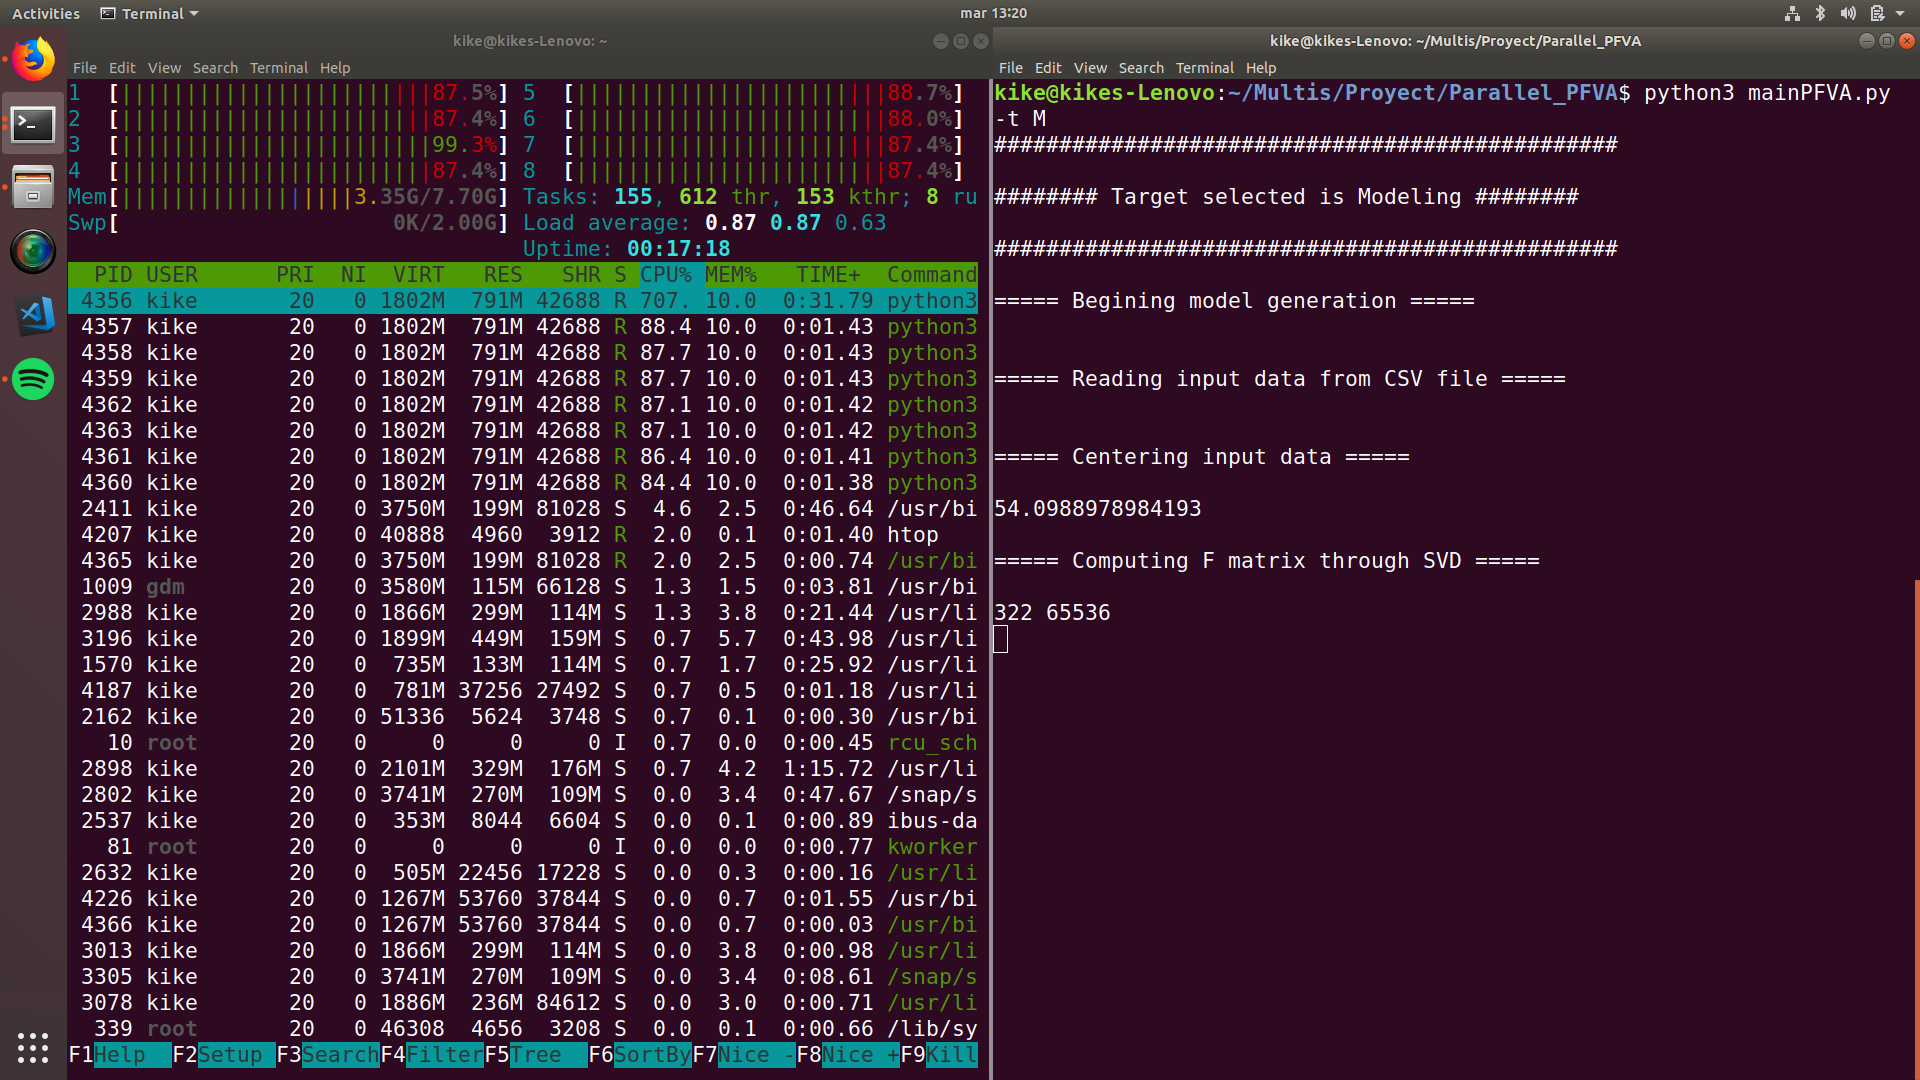 Activities Terminal mar 13:20
kike@kikes-Lenovo: ~
File Edit View Search Terminal Help
1 [||||||||||||||||||||||||87.5%] 5 [|||||||||||||||||||||||||88.7%]
2 [||||||||||||||||||||||||87.4%] 6 [|||||||||||||||||||||||||88.0%]
3 [||||||||||||||||||||||||99.3%] 7 [|||||||||||||||||||||||||87.4%]
4 [||||||||||||||||||||||||87.4%] 8 [|||||||||||||||||||||||||87.4%]
Mem[||||||||||||||||||3.35G/7.70G] Tasks: 155, 612 thr, 153 kthr; 8 ru
Swp[ 0K/2.00G] Load average: 0.87 0.87 0.63
Uptime: 00:17:18
PID USER PRI NI VIRT RES SHR S CPU% MEM% TIME+ Command
4356 kike 20 0 1802M 791M 42688 R 707. 10.0 0:31.79 python3
4357 kike 20 0 1802M 791M 42688 R 88.4 10.0 0:01.43 python3
4358 kike 20 0 1802M 791M 42688 R 87.7 10.0 0:01.43 python3
4359 kike 20 0 1802M 791M 42688 R 87.7 10.0 0:01.43 python3
4362 kike 20 0 1802M 791M 42688 R 87.1 10.0 0:01.42 python3
4363 kike 20 0 1802M 791M 42688 R 87.1 10.0 0:01.42 python3
4361 kike 20 0 1802M 791M 42688 R 86.4 10.0 0:01.41 python3
4360 kike 20 0 1802M 791M 42688 R 84.4 10.0 0:01.38 python3
2411 kike 20 0 3750M 199M 81028 S 4.6 2.5 0:46.64 /usr/bi
4207 kike 20 0 40888 4960 3912 R 2.0 0.1 0:01.40 htop
4365 kike 20 0 3750M 199M 81028 R 2.0 2.5 0:00.74 /usr/bi
1009 gdm 20 0 3580M 115M 66128 S 1.3 1.5 0:03.81 /usr/bi
2988 kike 20 0 1866M 299M 114M S 1.3 3.8 0:21.44 /usr/li
3196 kike 20 0 1899M 449M 159M S 0.7 5.7 0:43.98 /usr/li
1570 kike 20 0 735M 133M 114M S 0.7 1.7 0:25.92 /usr/li
4187 kike 20 0 781M 37256 27492 S 0.7 0.5 0:01.18 /usr/li
2162 kike 20 0 51336 5624 3748 S 0.7 0.1 0:00.30 /usr/bi
10 root 20 0 0 0 0 I 0.7 0.0 0:00.45 rcu_sch
2898 kike 20 0 2101M 329M 176M S 0.7 4.2 1:15.72 /usr/li
2802 kike 20 0 3741M 270M 109M S 0.0 3.4 0:47.67 /snap/s
2537 kike 20 0 353M 8044 6604 S 0.0 0.1 0:00.89 ibus-da
81 root 20 0 0 0 0 I 0.0 0.0 0:00.77 kworker
2632 kike 20 0 505M 22456 17228 S 0.0 0.3 0:00.16 /usr/li
4226 kike 20 0 1267M 53760 37844 S 0.0 0.7 0:01.55 /usr/bi
4366 kike 20 0 1267M 53760 37844 S 0.0 0.7 0:00.03 /usr/bi
3013 kike 20 0 1866M 299M 114M S 0.0 3.8 0:00.98 /usr/li
3305 kike 20 0 3741M 270M 109M S 0.0 3.4 0:08.61 /snap/s
3078 kike 20 0 1886M 236M 84612 S 0.0 3.0 0:00.71 /usr/li
339 root 20 0 46308 4656 3208 S 0.0 0.1 0:00.66 /lib/sy
F1Help F2Setup F3SearchF4FilterF5Tree F6SortByF7Nice -F8Nice +F9Kill
kike@kikes-Lenovo: ~/Multis/Proyect/Parallel_PFVA
File Edit View Search Terminal Help
kike@kikes-Lenovo:~/Multis/Proyect/Parallel_PFVA$ python3 mainPFVA.py
-t M
################################################
######## Target selected is Modeling ########
################################################
===== Begining model generation =====
===== Reading input data from CSV file =====
===== Centering input data =====
54.0988978984193
===== Computing F matrix through SVD =====
322 65536